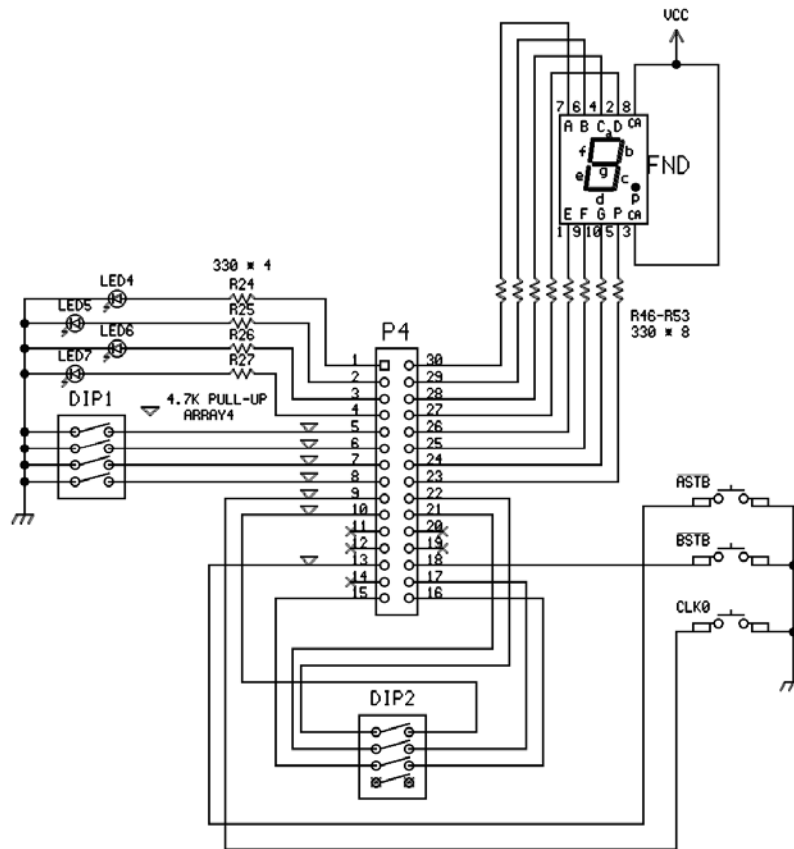 VCC
7 6 4 2 8
A B C D CA
a
f b
g
e c
d p
FND
E F G P CA
1 9 10 5 3
330 × 4
LED4 R24
LED5 R25
LED6 R26
LED7 R27
R46-R53
330 × 8
P4
DIP1
4.7K PULL-UP
ARRAY4
1 30
2 29
3 28
4 27
5 26
6 25
7 24
8 23
9 22
10 21
11 20
12 19
13 18
14 17
15 16
A̅S̅T̅B̅
B̅S̅T̅B̅
CLK0
DIP2